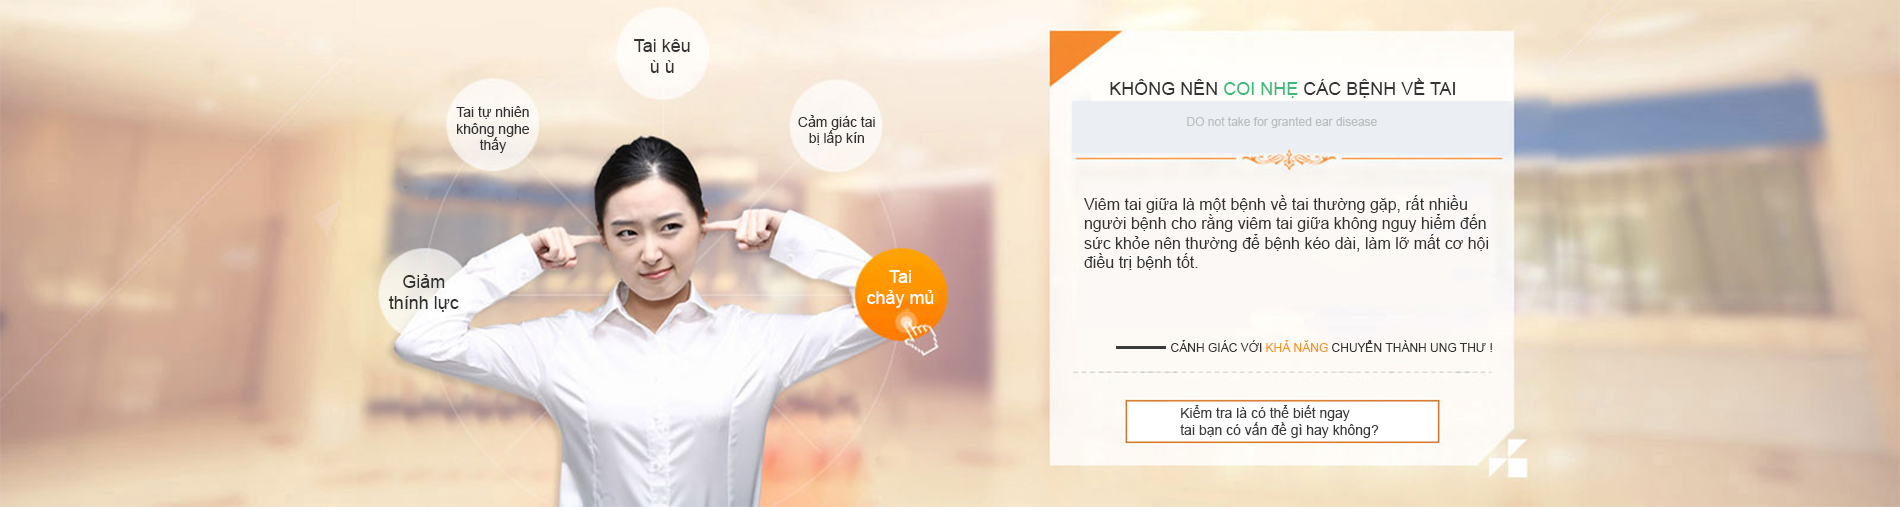 Tai kêu
ù ù
Tai tự nhiên
không nghe
thấy
Cảm giác tai
bị lấp kín
Giảm
thính lực
Tai
chảy mủ
KHÔNG NÊN COI NHẸ CÁC BỆNH VỀ TAI
DO not take for granted ear disease
Viêm tai giữa là một bệnh về tai thường gặp, rất nhiều
người bệnh cho rằng viêm tai giữa không nguy hiểm đến
sức khỏe nên thường để bệnh kéo dài, làm lỡ mất cơ hội
điều trị bệnh tốt.
CẢNH GIÁC VỚI KHẢ NĂNG CHUYỂN THÀNH UNG THƯ !
Kiểm tra là có thể biết ngay
tai bạn có vấn đề gì hay không?